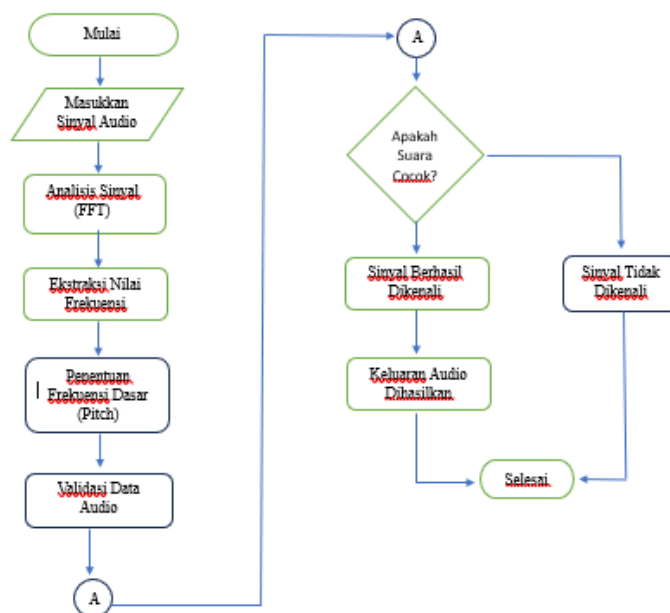 Mulai
Masukkan
Sinyal Audio
Analisis Sinyal
(FFT)
Ekstraksi Nilai
Frekuensi
Penentuan
Frekuensi Dasar
(Pitch)
Validasi Data
Audio
A
A
Apakah
Suara
Cocok?
Sinyal Berhasil
Dikenali
Keluaran Audio
Dihasilkan
Sinyal Tidak
Dikenali
Selesai